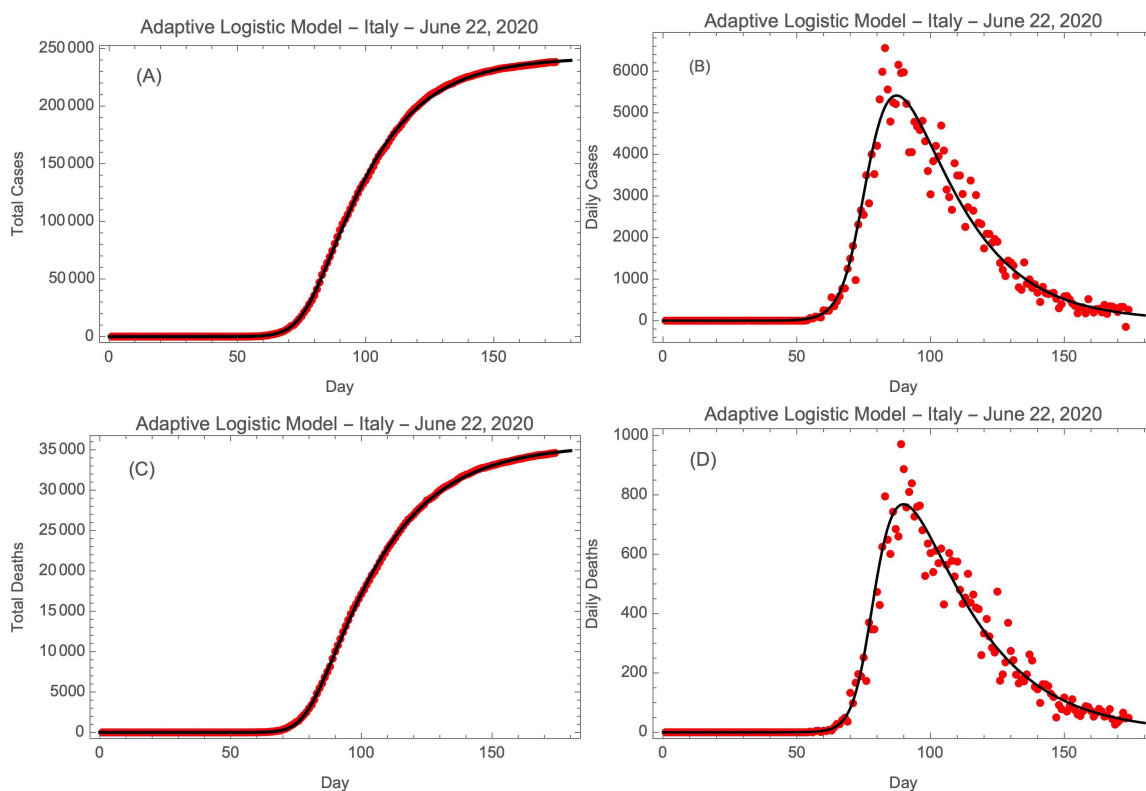 Adaptive Logistic Model – Italy – June 22, 2020
(A)
Total Cases
250 000
200 000
150 000
100 000
50 000
0
0 50 100 150
Day
Adaptive Logistic Model – Italy – June 22, 2020
(B)
Daily Cases
6000
5000
4000
3000
2000
1000
0
0 50 100 150
Day
Adaptive Logistic Model – Italy – June 22, 2020
(C)
Total Deaths
35 000
30 000
25 000
20 000
15 000
10 000
5000
0
0 50 100 150
Day
Adaptive Logistic Model – Italy – June 22, 2020
(D)
Daily Deaths
1000
800
600
400
200
0
0 50 100 150
Day